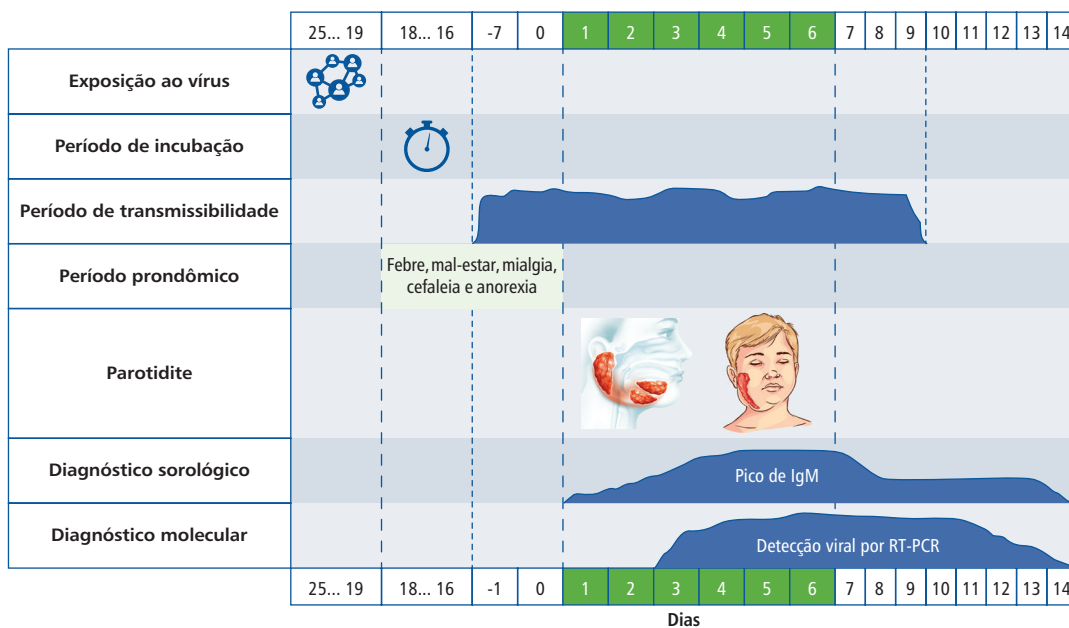 25... 19 18... 16 -7 0 1 2 3 4 5 6 7 8 9 10 11 12 13 14
Exposição ao vírus
Período de incubação
Período de transmissibilidade
Período prondômico
Febre, mal-estar, mialgia,
cefaleia e anorexia
Parotidite
Diagnóstico sorológico
Pico de IgM
Diagnóstico molecular
Detecção viral por RT-PCR
25... 19 18... 16 -1 0 1 2 3 4 5 6 7 8 9 10 11 12 13 14
Dias